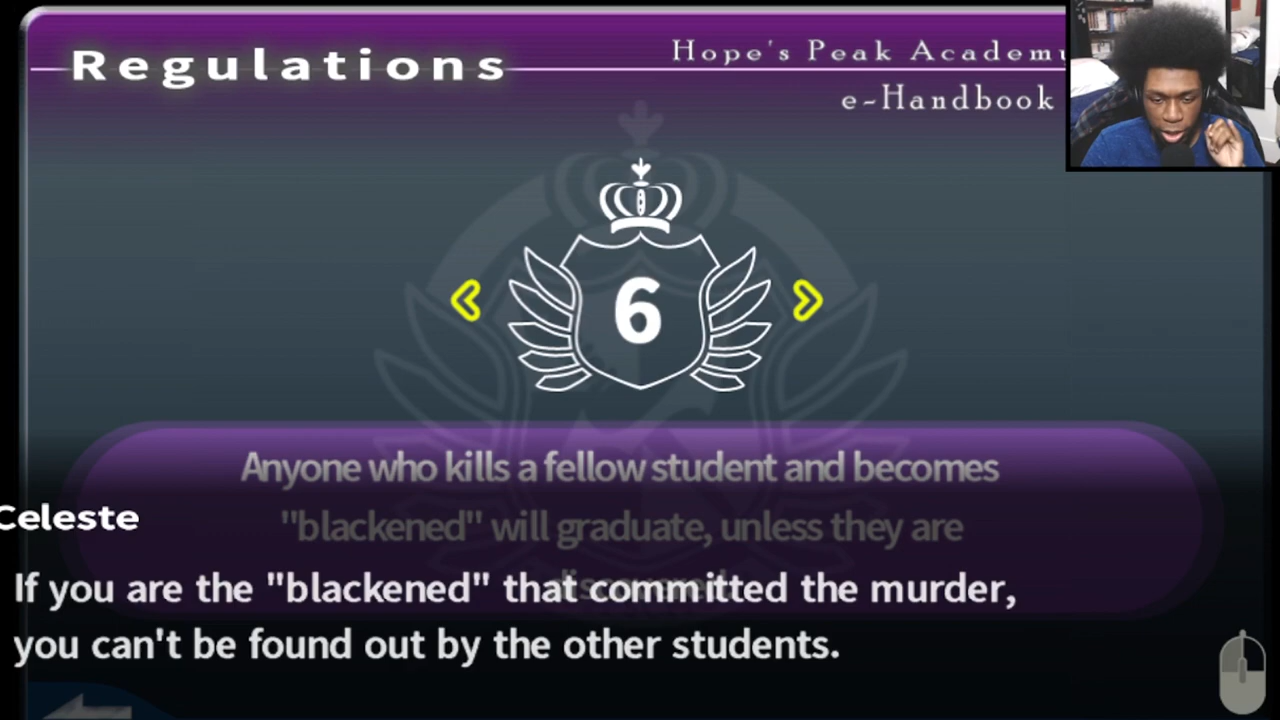 Regulations
Hope's Peak Academy
e-Handbook
6
Anyone who kills a fellow student and becomes
"blackened" will graduate, unless they are
discovered.
Celeste
If you are the "blackened" that committed the murder,
you can't be found out by the other students.